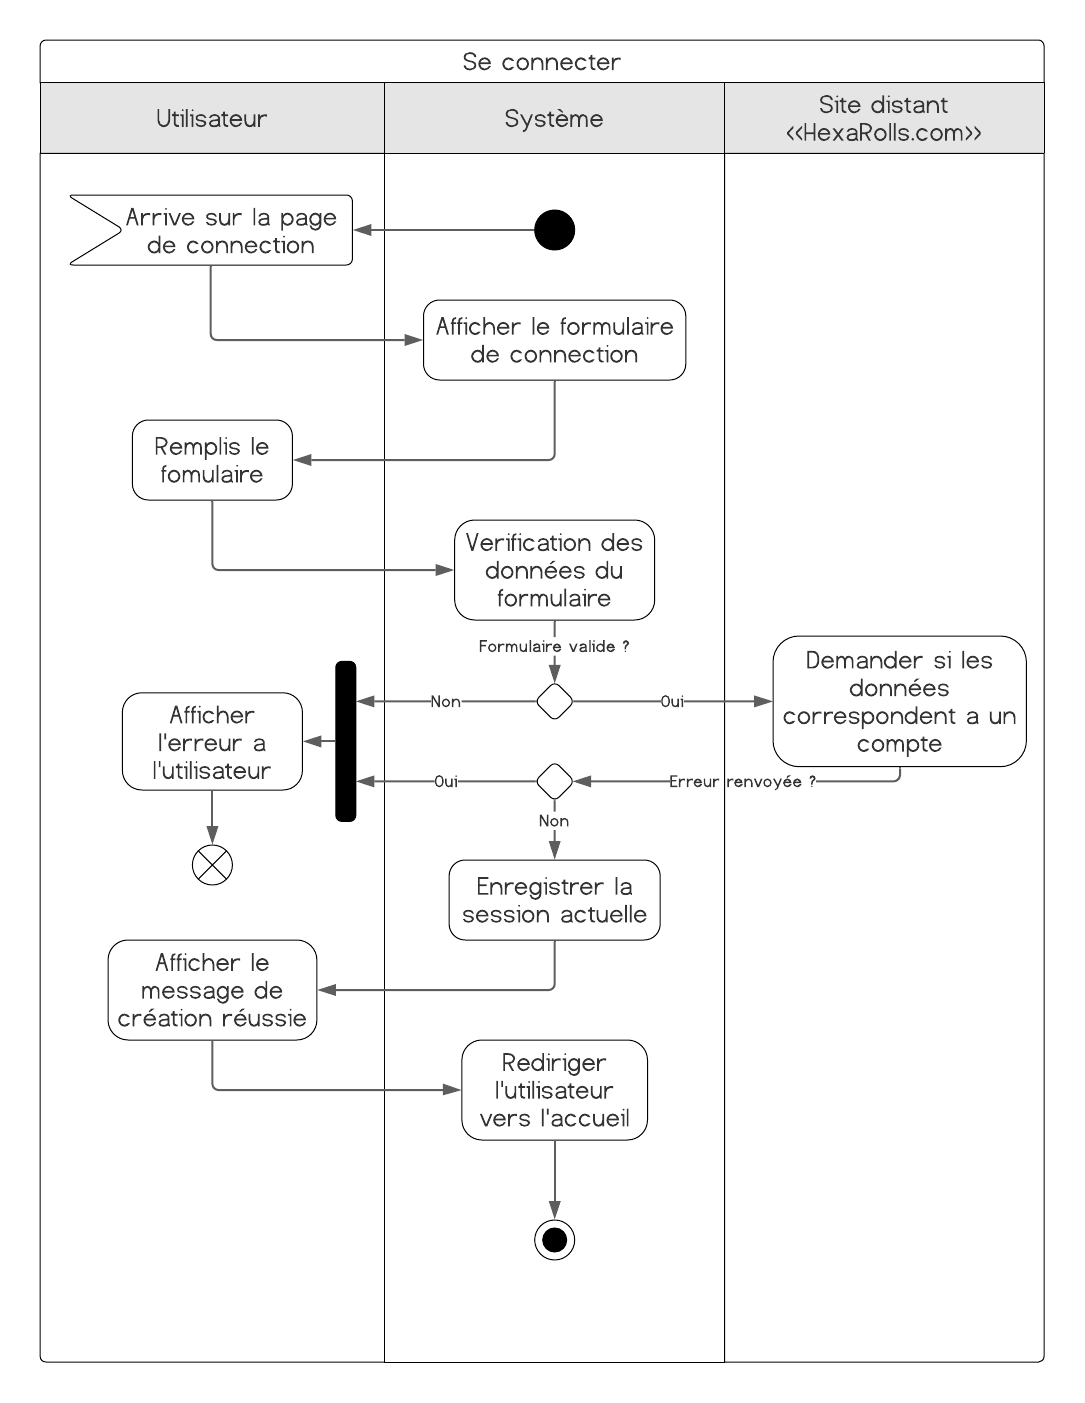 Se connecter
Utilisateur
Système
Site distant
<<HexaRolls.com>>
Arrive sur la page
de connection
Afficher le formulaire
de connection
Remplis le
fomulaire
Verification des
données du
formulaire
Formulaire valide ?
Non
Oui
Demander si les
données
correspondent a un
compte
Afficher
l'erreur a
l'utilisateur
Oui
Erreur renvoyée ?
Non
Enregistrer la
session actuelle
Afficher le
message de
création réussie
Rediriger
l'utilisateur
vers l'accueil